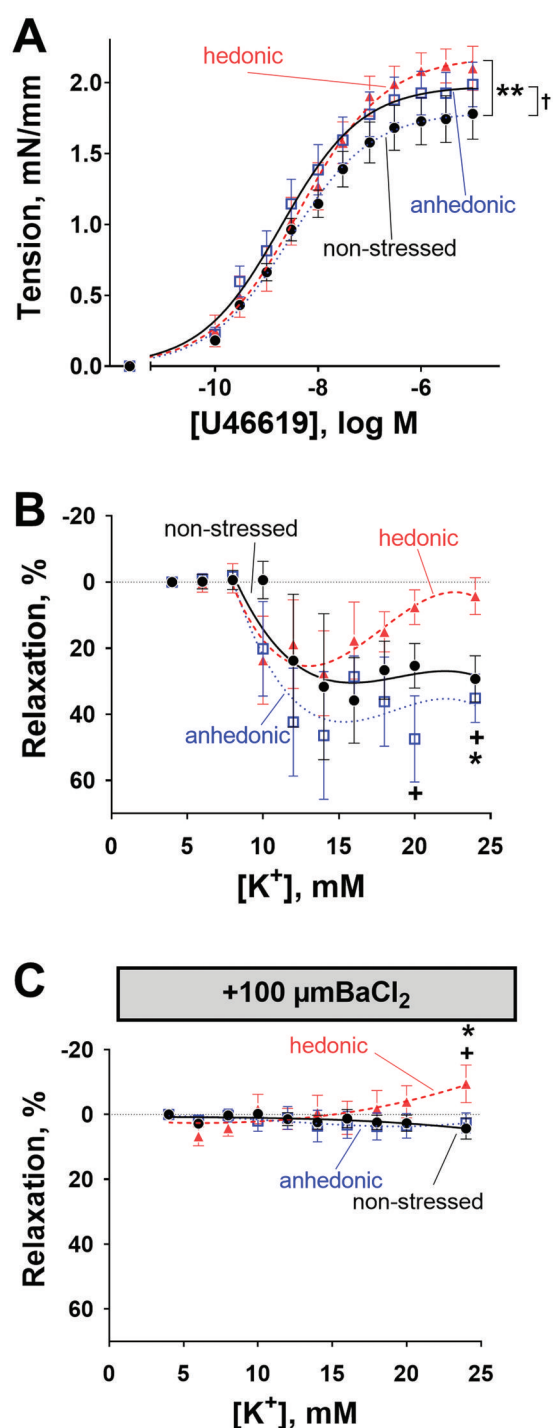 A
hedonic
2.0
**
†
1.5
anhedonic
1.0
non-stressed
0.5
0.0
Tension, mN/mm
-10 -8 -6
[U46619], log M
B
-20
non-stressed
hedonic
0
20
anhedonic
40
+
*
+
60
Relaxation, %
0 5 10 15 20 25
[K+], mM
C
+100 µmBaCl2
-20
hedonic
*
+
0
anhedonic
non-stressed
20
40
60
Relaxation, %
0 5 10 15 20 25
[K+], mM